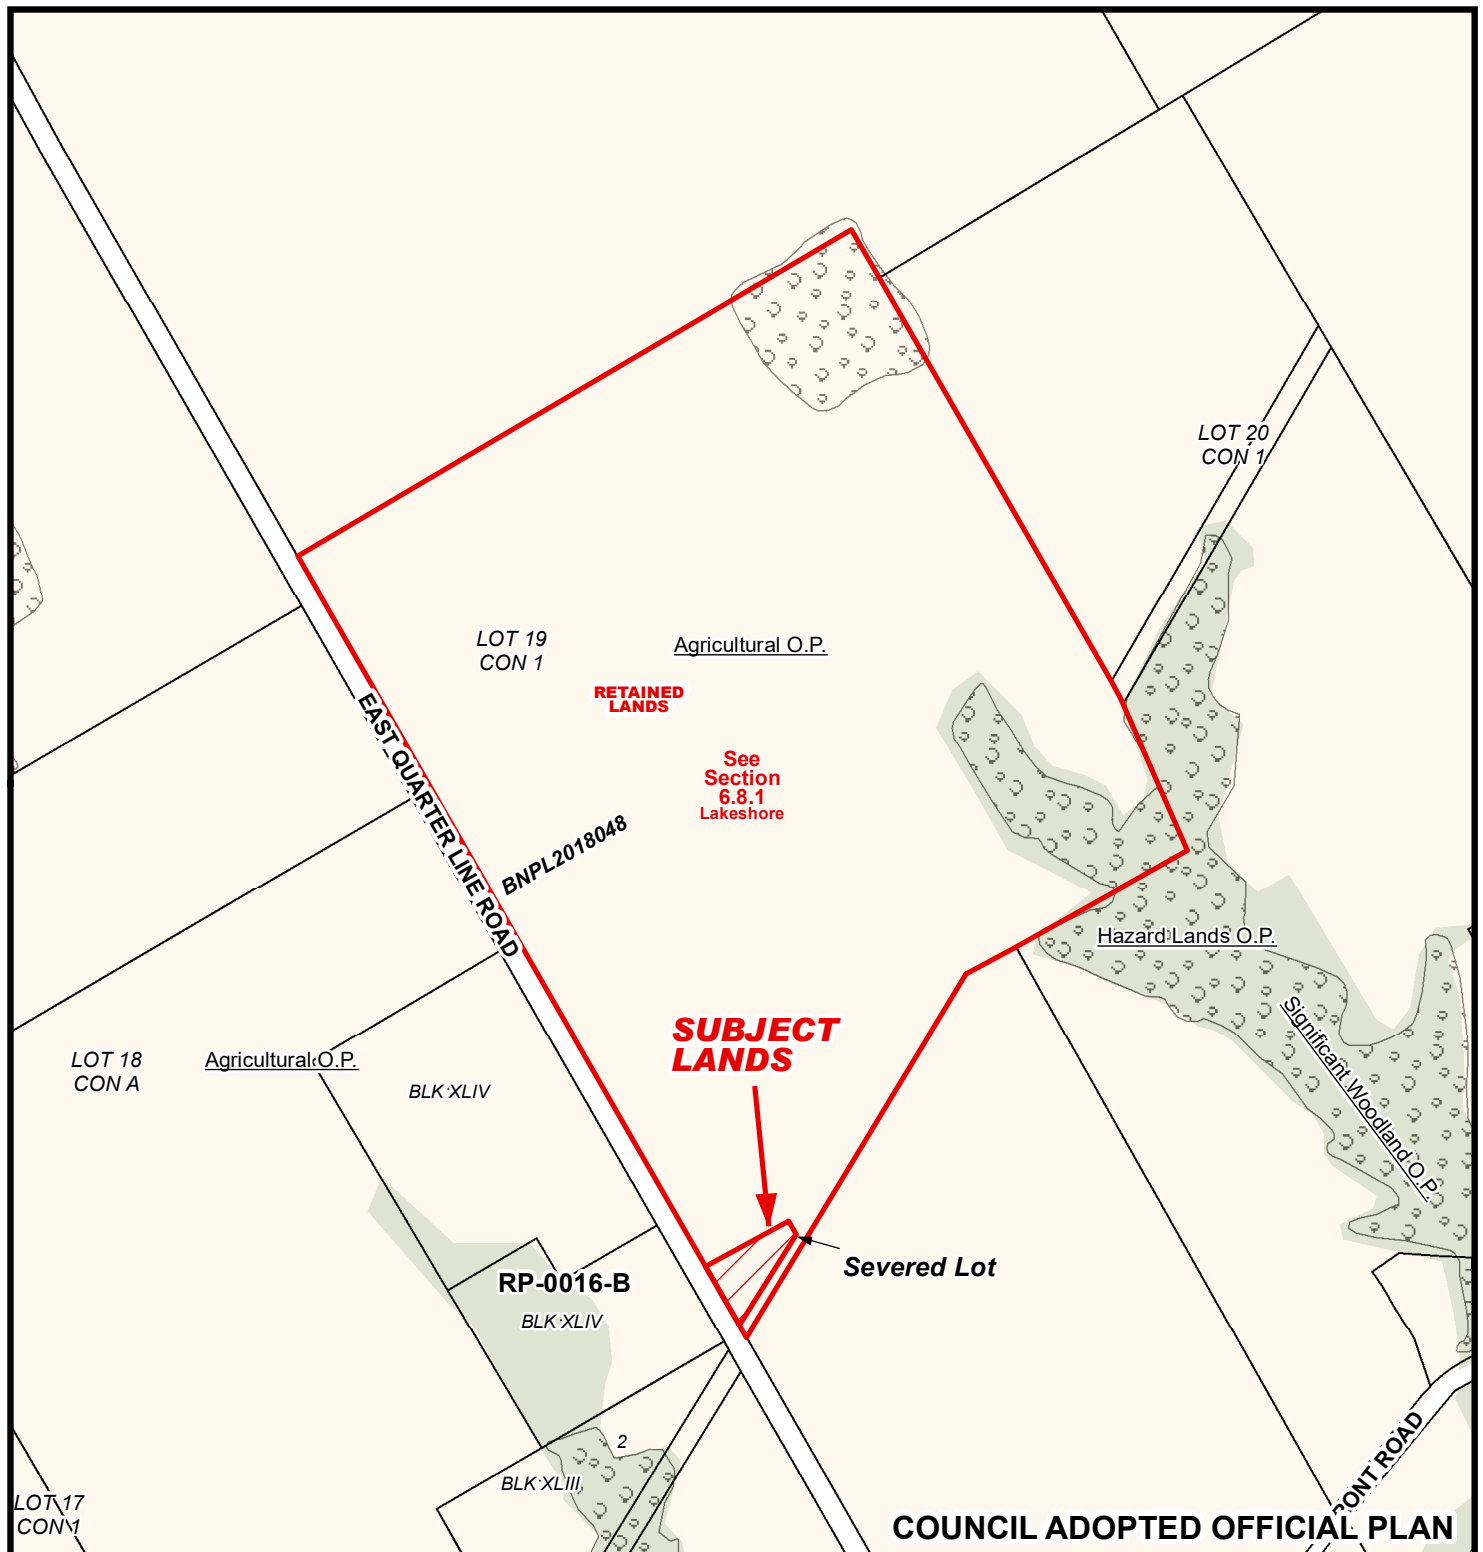 LOT 20
CON 1
LOT 19
CON 1
Agricultural O.P.
RETAINED
LANDS
See
Section
6.8.1
Lakeshore
EAST QUARTER LINE ROAD
BNPL2018048
Hazard Lands O.P.
Significant Woodland O.P.
SUBJECT
LANDS
LOT 18
CON A
Agricultural O.P.
BLK XLIV
Severed Lot
RP-0016-B
BLK XLIV
2
BLK XLIII
LOT 17
CON 1
RONT ROAD
COUNCIL ADOPTED OFFICIAL PLAN